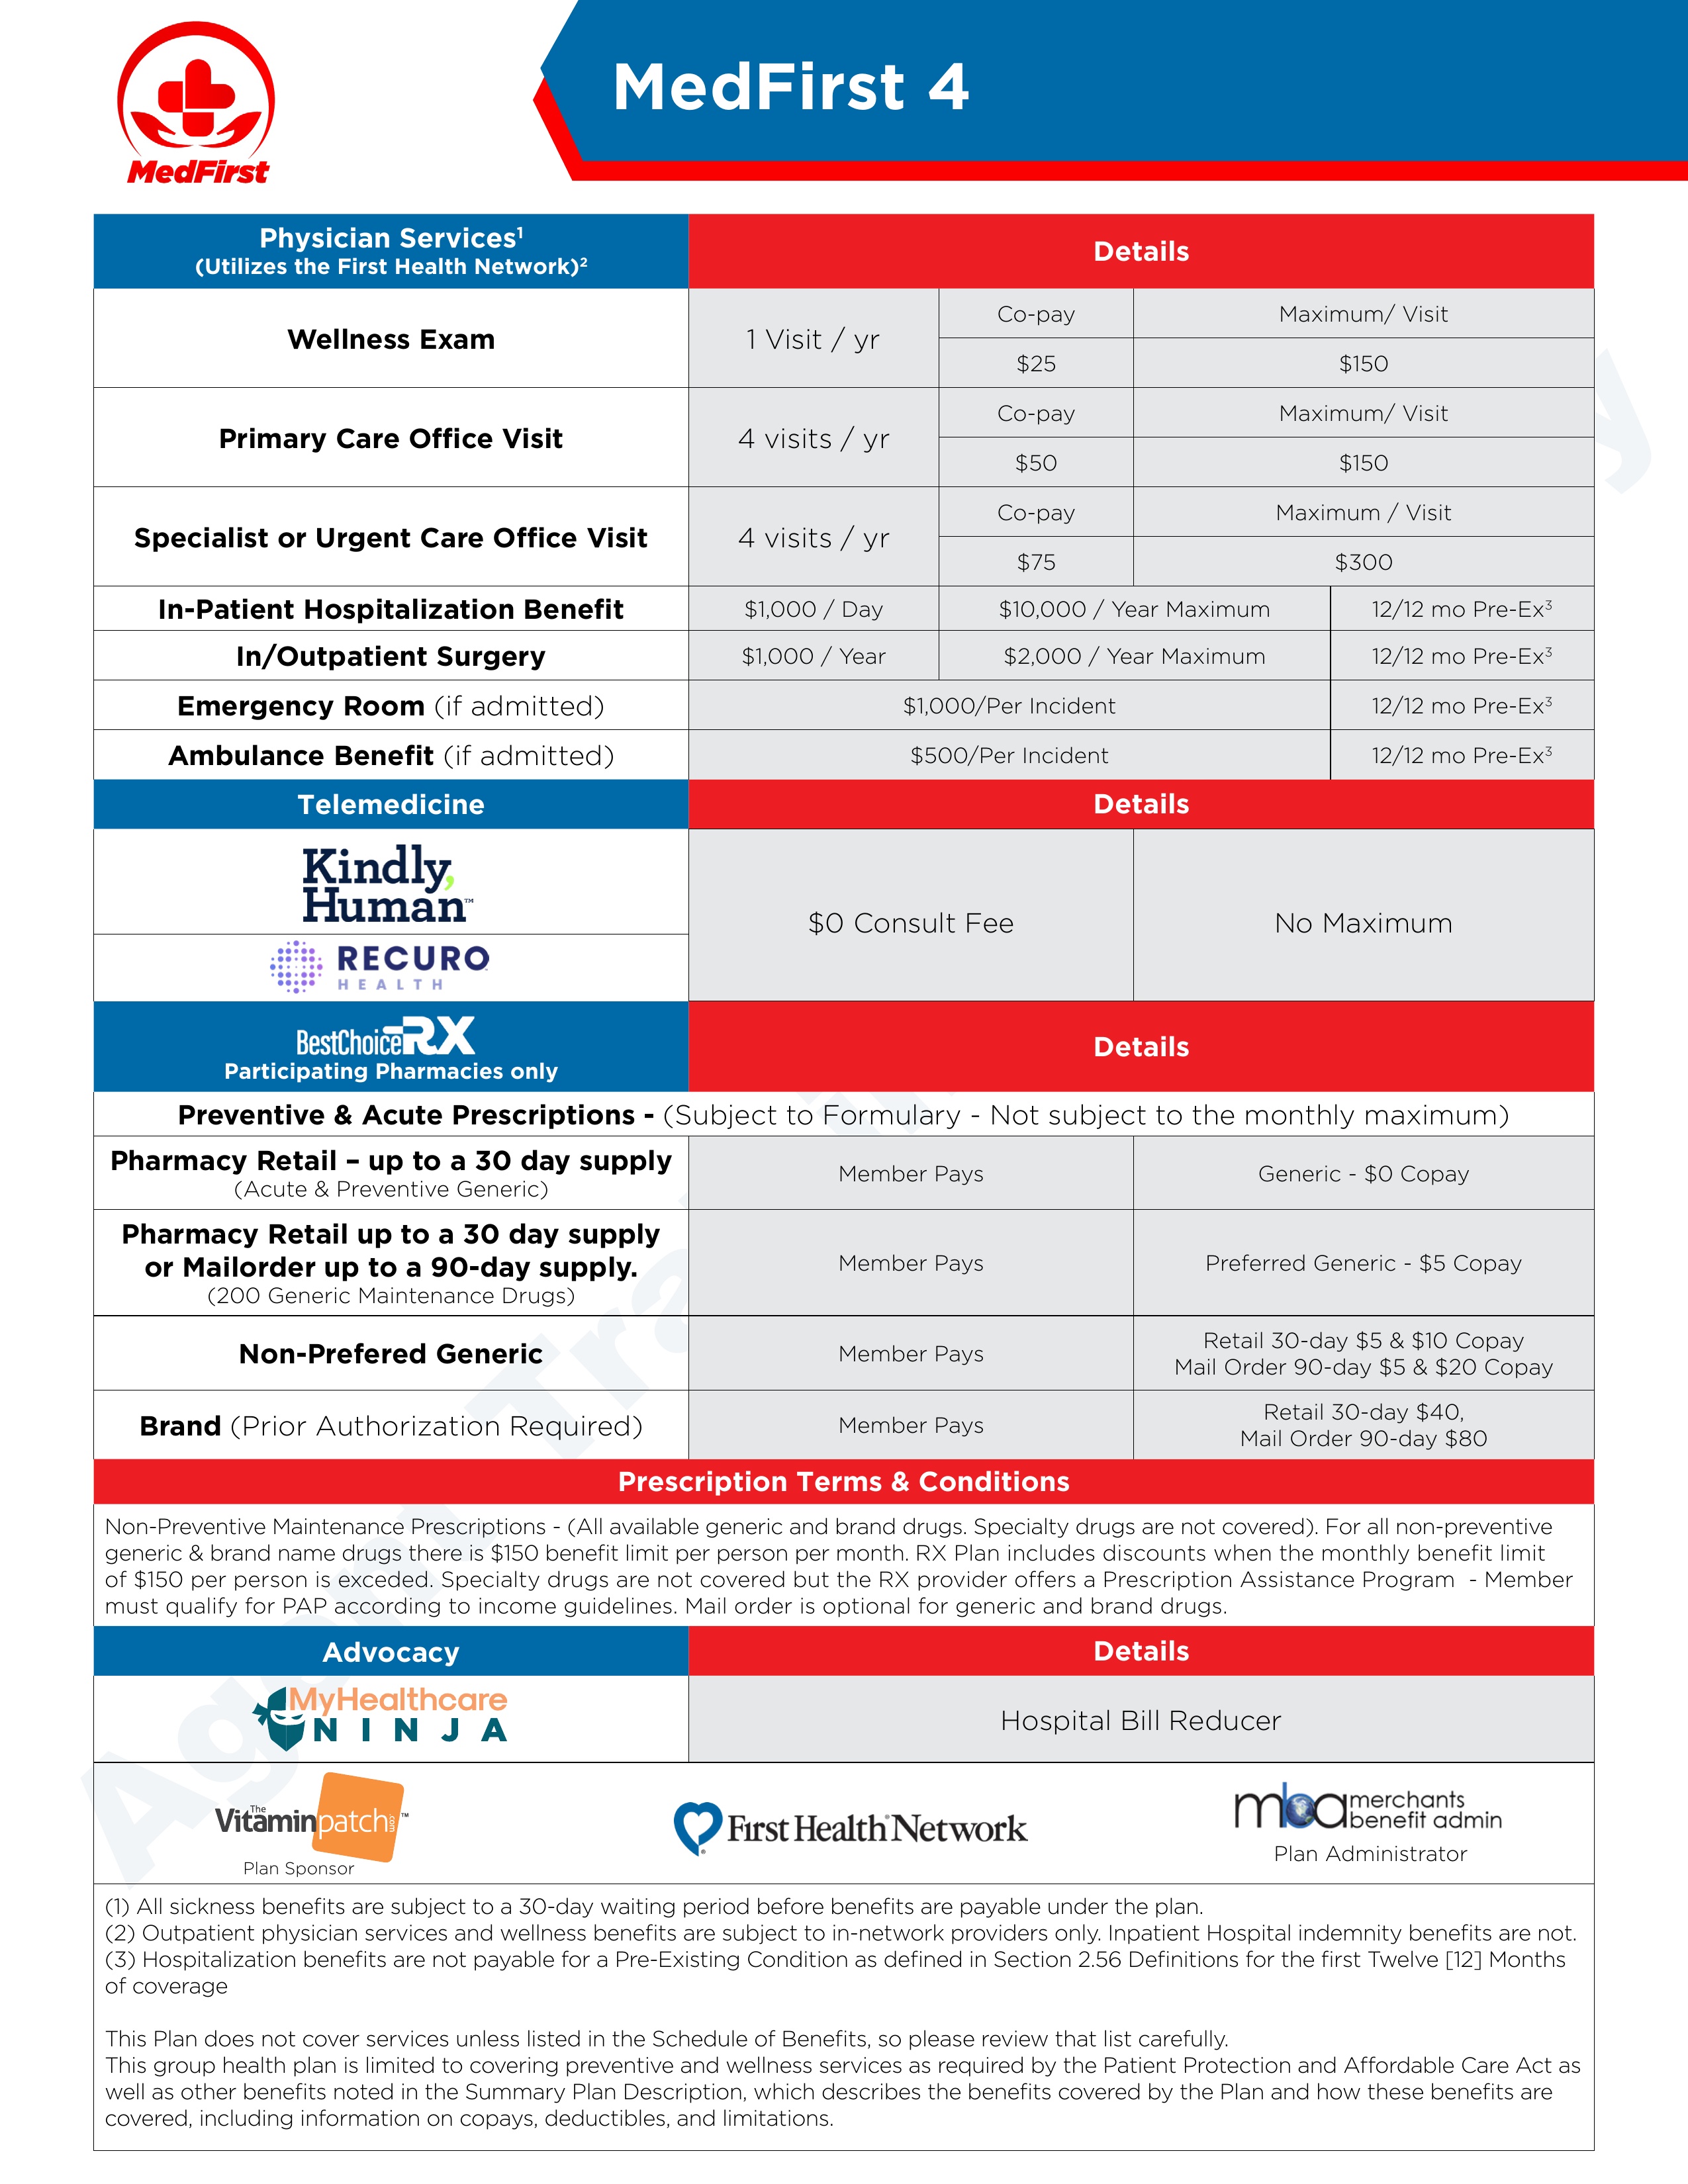 MedFirst
MedFirst 4
Physician Services¹
(Utilizes the First Health Network)²
Details
Wellness Exam
1 Visit / yr
Co-pay
Maximum/ Visit
$25
$150
Primary Care Office Visit
4 visits / yr
Co-pay
Maximum/ Visit
$50
$150
Specialist or Urgent Care Office Visit
4 visits / yr
Co-pay
Maximum / Visit
$75
$300
In-Patient Hospitalization Benefit
$1,000 / Day
$10,000 / Year Maximum
12/12 mo Pre-Ex³
In/Outpatient Surgery
$1,000 / Year
$2,000 / Year Maximum
12/12 mo Pre-Ex³
Emergency Room (if admitted)
$1,000/Per Incident
12/12 mo Pre-Ex³
Ambulance Benefit (if admitted)
$500/Per Incident
12/12 mo Pre-Ex³
Telemedicine
Details
Kindly,
Human™
RECURO
HEALTH
$0 Consult Fee
No Maximum
BestChoiceRX
Participating Pharmacies only
Details
Preventive & Acute Prescriptions - (Subject to Formulary - Not subject to the monthly maximum)
Pharmacy Retail – up to a 30 day supply
(Acute & Preventive Generic)
Member Pays
Generic - $0 Copay
Pharmacy Retail up to a 30 day supply
or Mailorder up to a 90-day supply.
(200 Generic Maintenance Drugs)
Member Pays
Preferred Generic - $5 Copay
Non-Prefered Generic
Member Pays
Retail 30-day $5 & $10 Copay
Mail Order 90-day $5 & $20 Copay
Brand (Prior Authorization Required)
Member Pays
Retail 30-day $40,
Mail Order 90-day $80
Prescription Terms & Conditions
Non-Preventive Maintenance Prescriptions - (All available generic and brand drugs. Specialty drugs are not covered). For all non-preventive
generic & brand name drugs there is $150 benefit limit per person per month. RX Plan includes discounts when the monthly benefit limit
of $150 per person is exceded. Specialty drugs are not covered but the RX provider offers a Prescription Assistance Program - Member
must qualify for PAP according to income guidelines. Mail order is optional for generic and brand drugs.
Advocacy
Details
MyHealthcare
NINJA
Hospital Bill Reducer
The
Vitaminpatch.com™
Plan Sponsor
First Health Network
mba merchants
benefit admin
Plan Administrator
(1) All sickness benefits are subject to a 30-day waiting period before benefits are payable under the plan.
(2) Outpatient physician services and wellness benefits are subject to in-network providers only. Inpatient Hospital indemnity benefits are not.
(3) Hospitalization benefits are not payable for a Pre-Existing Condition as defined in Section 2.56 Definitions for the first Twelve [12] Months
of coverage
This Plan does not cover services unless listed in the Schedule of Benefits, so please review that list carefully.
This group health plan is limited to covering preventive and wellness services as required by the Patient Protection and Affordable Care Act as
well as other benefits noted in the Summary Plan Description, which describes the benefits covered by the Plan and how these benefits are
covered, including information on copays, deductibles, and limitations.